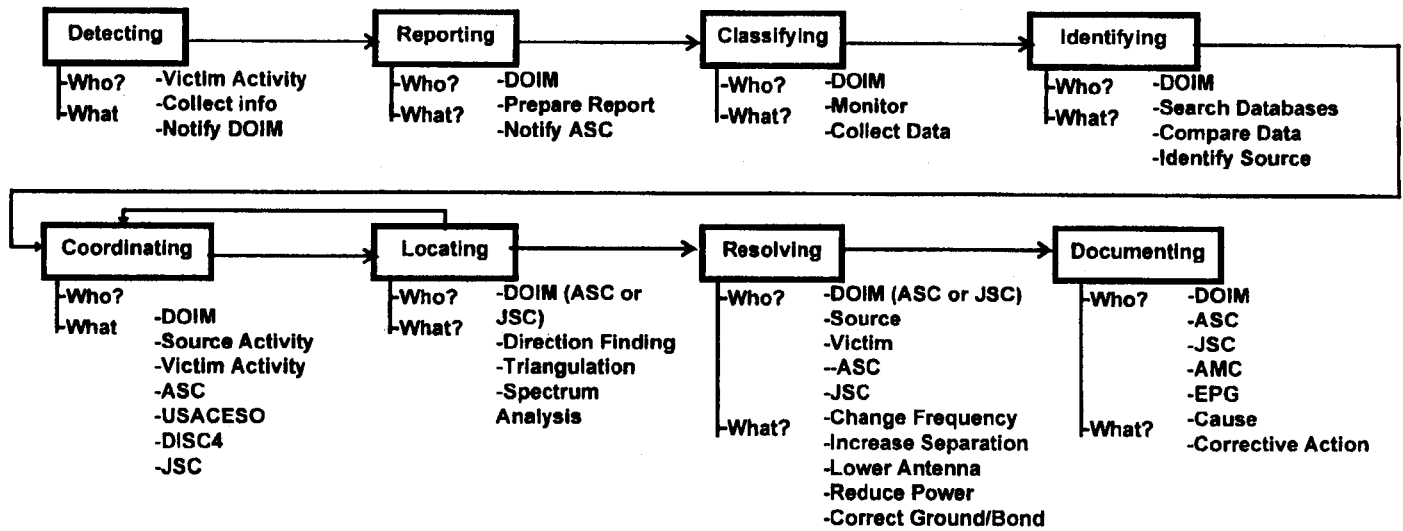 Detecting
-Who?
-What
-Victim Activity
-Collect info
-Notify DOIM
Reporting
-Who?
-What?
-DOIM
-Prepare Report
-Notify ASC
Classifying
-Who?
-What?
-DOIM
-Monitor
-Collect Data
Identifying
-Who?
-What?
-DOIM
-Search Databases
-Compare Data
-Identify Source
Coordinating
-Who?
-What
-DOIM
-Source Activity
-Victim Activity
-ASC
-USACESO
-DISC4
-JSC
Locating
-Who?
-What?
-DOIM (ASC or
JSC)
-Direction Finding
-Triangulation
-Spectrum
Analysis
Resolving
-Who?
-What?
-DOIM (ASC or JSC)
-Source
-Victim
--ASC
-JSC
-Change Frequency
-Increase Separation
-Lower Antenna
-Reduce Power
-Correct Ground/Bond
Documenting
-Who?
-What?
-DOIM
-ASC
-JSC
-AMC
-EPG
-Cause
-Corrective Action